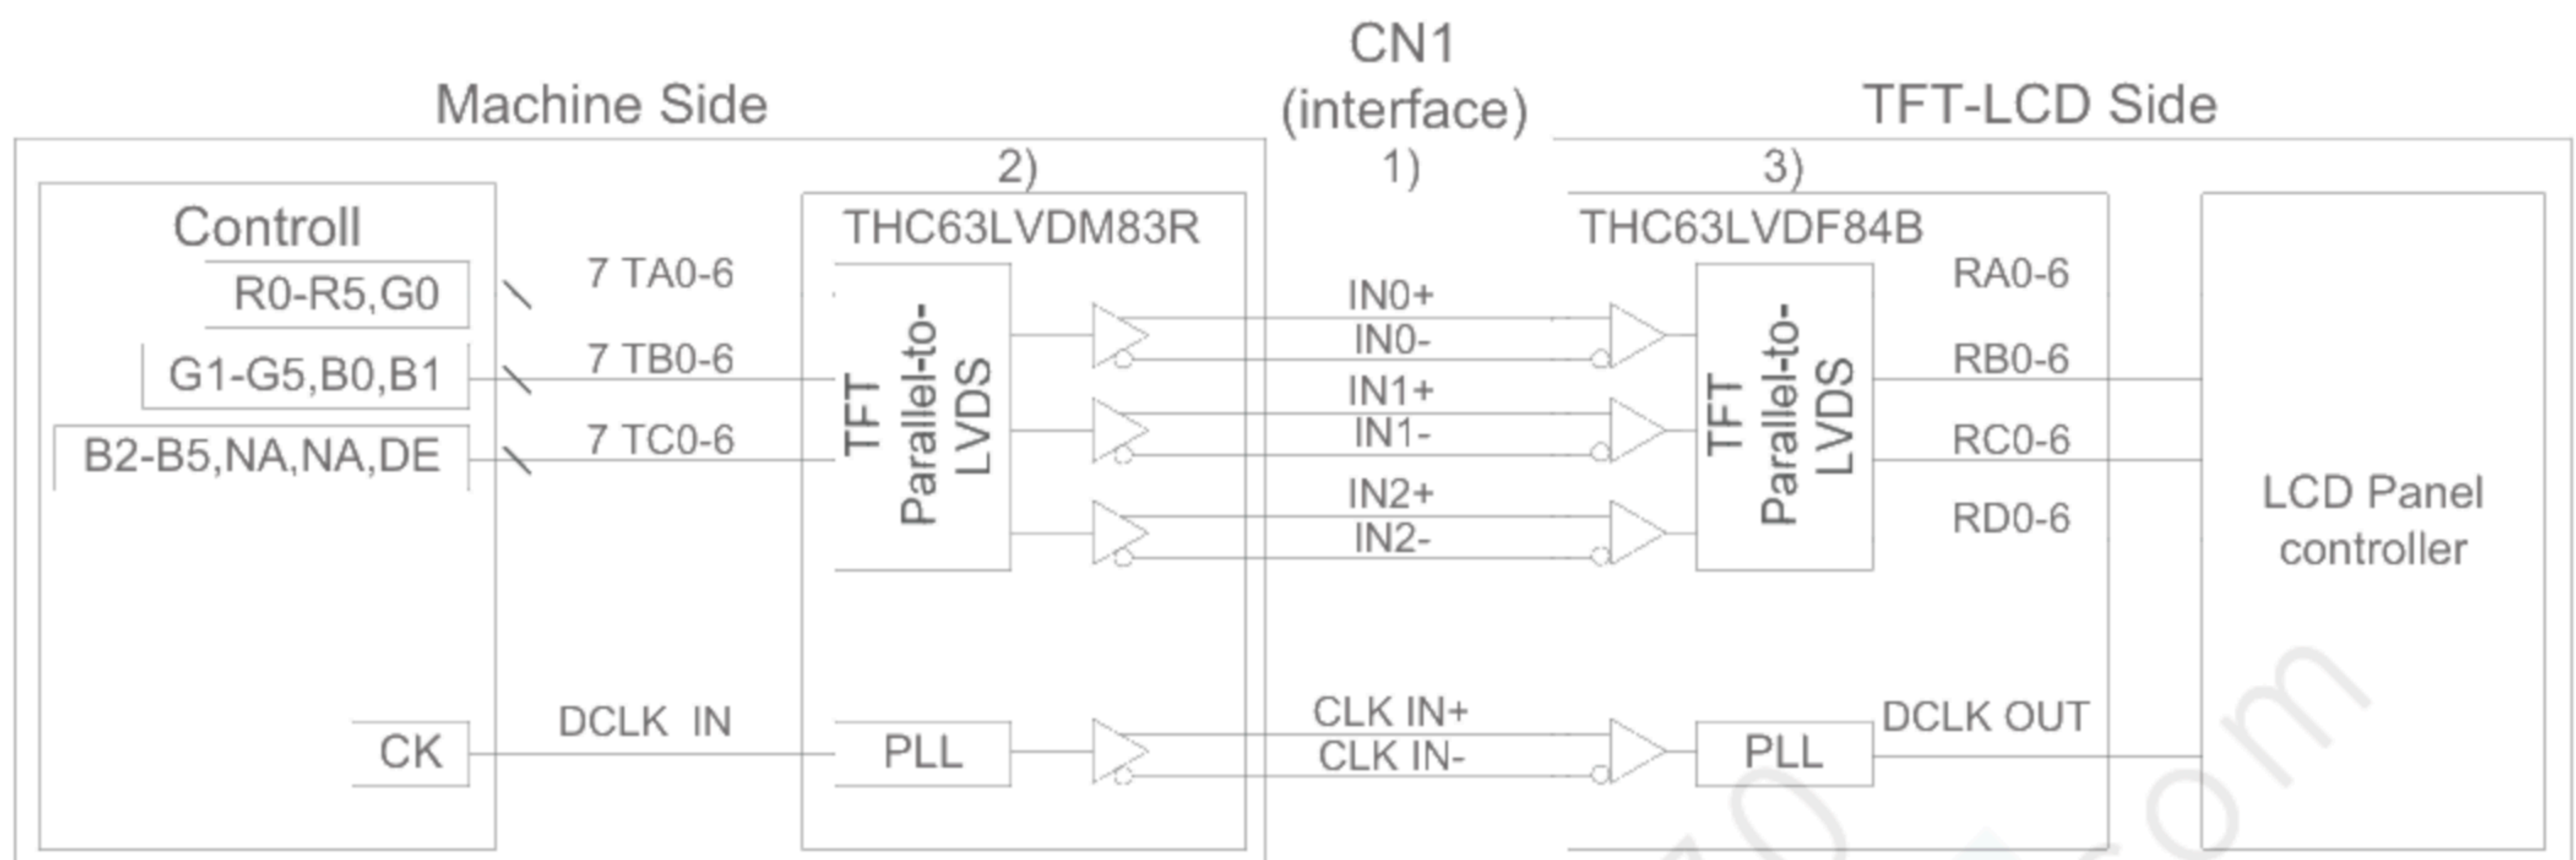 CN1
(interface)
1)
Machine Side
TFT-LCD Side
2)
3)
Controll
THC63LVDM83R
THC63LVDF84B
R0-R5,G0
7 TA0-6
IN0+
IN0-
RA0-6
G1-G5,B0,B1
7 TB0-6
IN1+
IN1-
RB0-6
B2-B5,NA,NA,DE
7 TC0-6
IN2+
IN2-
RC0-6
RD0-6
TFT
Parallel-to-
LVDS
TFT
Parallel-to-
LVDS
LCD Panel
controller
CK
DCLK IN
PLL
CLK IN+
CLK IN-
PLL
DCLK OUT